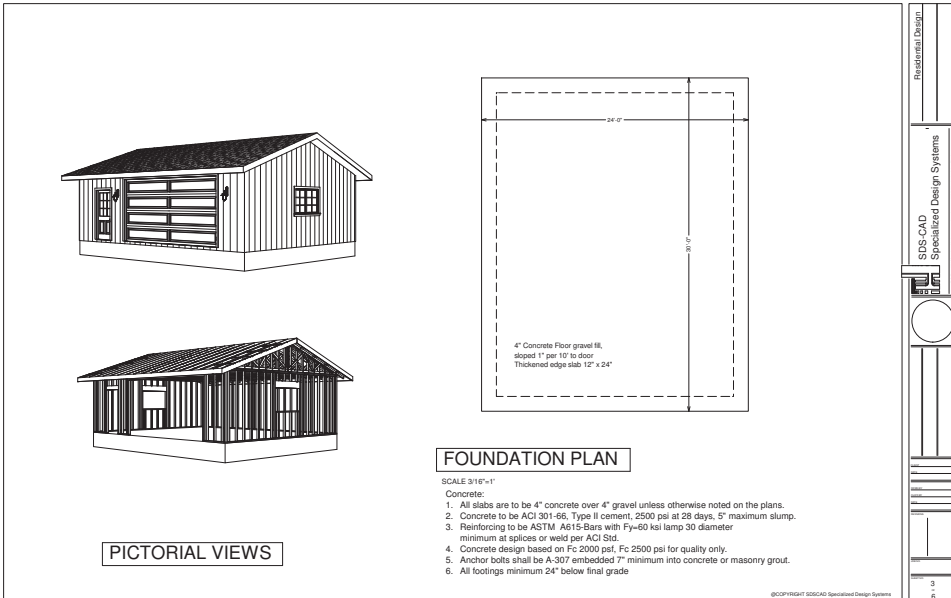 Residential Design
SDS-CAD
Specialized Design Systems
24'-0"
30'-0"
4" Concrete Floor gravel fill,
sloped 1" per 10' to door
Thickened edge slab 12" x 24"
FOUNDATION PLAN
SCALE 3/16"=1'
Concrete:
1. All slabs are to be 4" concrete over 4" gravel unless otherwise noted on the plans.
2. Concrete to be ACI 301-66, Type II cement, 2500 psi at 28 days, 5" maximum slump.
3. Reinforcing to be ASTM A615-Bars with Fy=60 ksi lamp 30 diameter
minimum at splices or weld per ACI Std.
4. Concrete design based on Fc 2000 psf, Fc 2500 psi for quality only.
5. Anchor bolts shall be A-307 embedded 7" minimum into concrete or masonry grout.
6. All footings minimum 24" below final grade
PICTORIAL VIEWS
@COPYRIGHT SDSCAD Specialized Design Systems
3
-
6